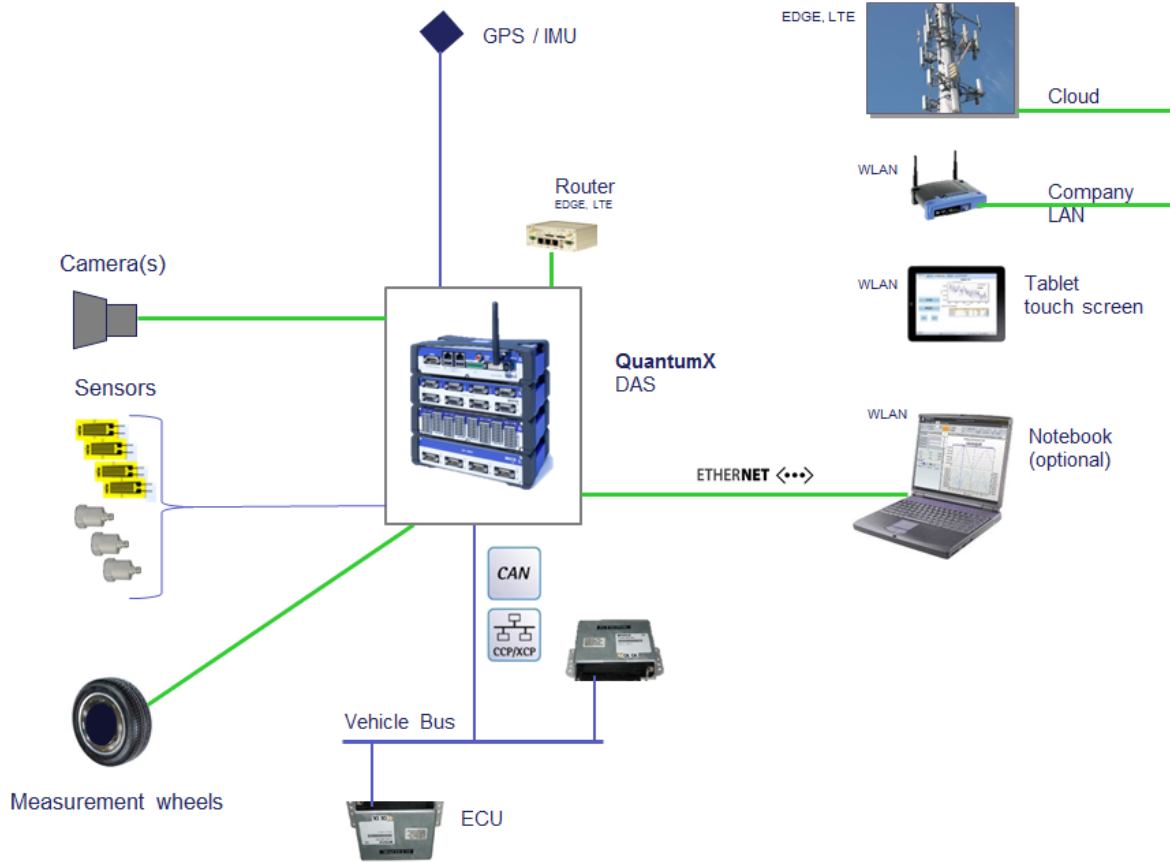 GPS / IMU
EDGE, LTE
Cloud
WLAN
Company
LAN
Router
EDGE, LTE
Camera(s)
WLAN
Tablet
touch screen
QuantumX
DAS
Sensors
WLAN
Notebook
(optional)
ETHERNET
CAN
CCP/XCP
Vehicle Bus
Measurement wheels
ECU